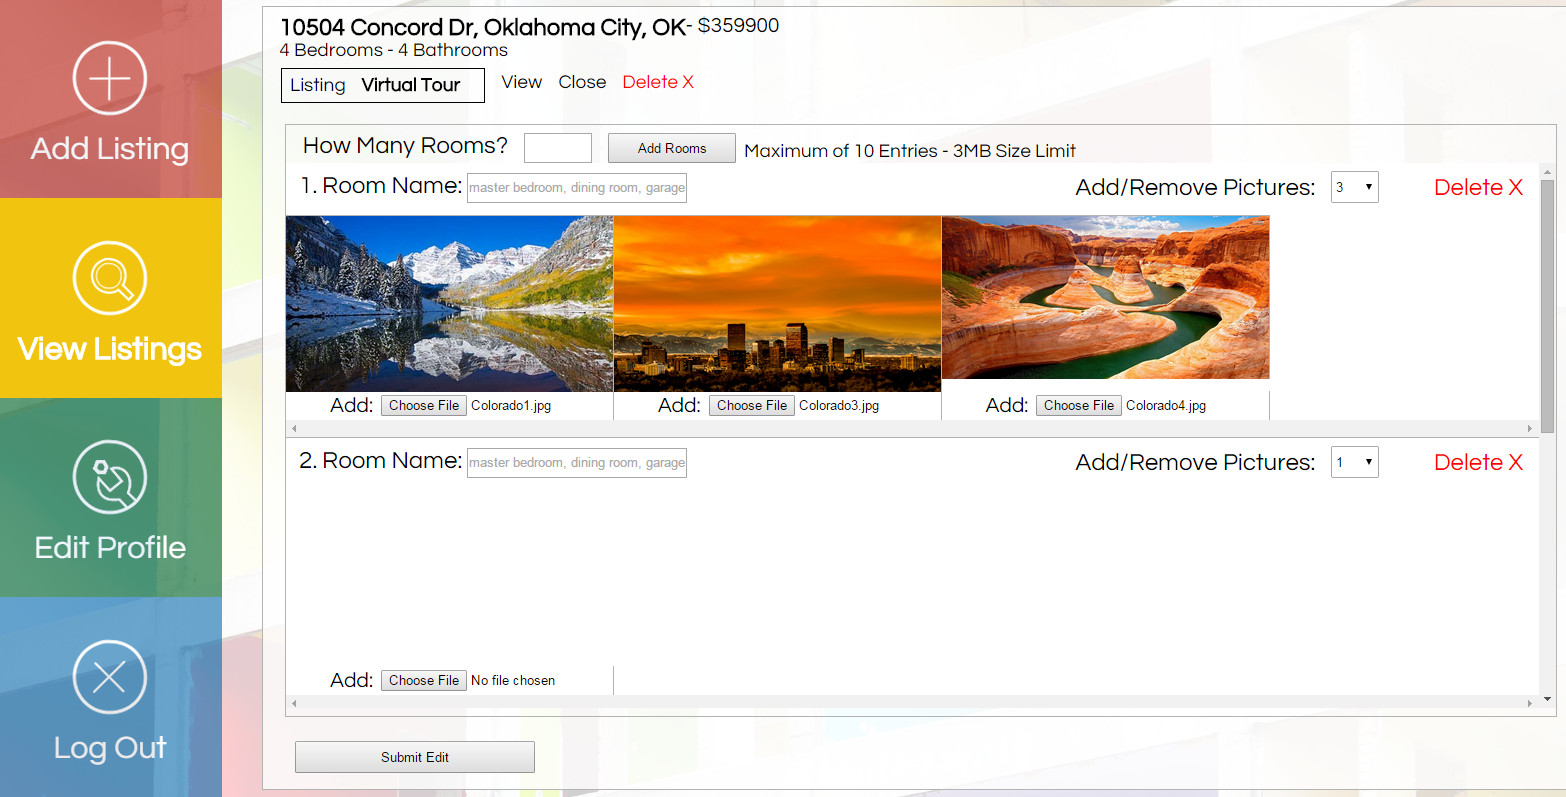 Add Listing
View Listings
Edit Profile
Log Out
10504 Concord Dr, Oklahoma City, OK- $359900
4 Bedrooms - 4 Bathrooms
Listing Virtual Tour View Close Delete X
How Many Rooms? Add Rooms Maximum of 10 Entries - 3MB Size Limit
1. Room Name: master bedroom, dining room, garage Add/Remove Pictures: 3 Delete X
Add: Choose File Colorado1.jpg Add: Choose File Colorado3.jpg Add: Choose File Colorado4.jpg
2. Room Name: master bedroom, dining room, garage Add/Remove Pictures: 1 Delete X
Add: Choose File No file chosen
Submit Edit